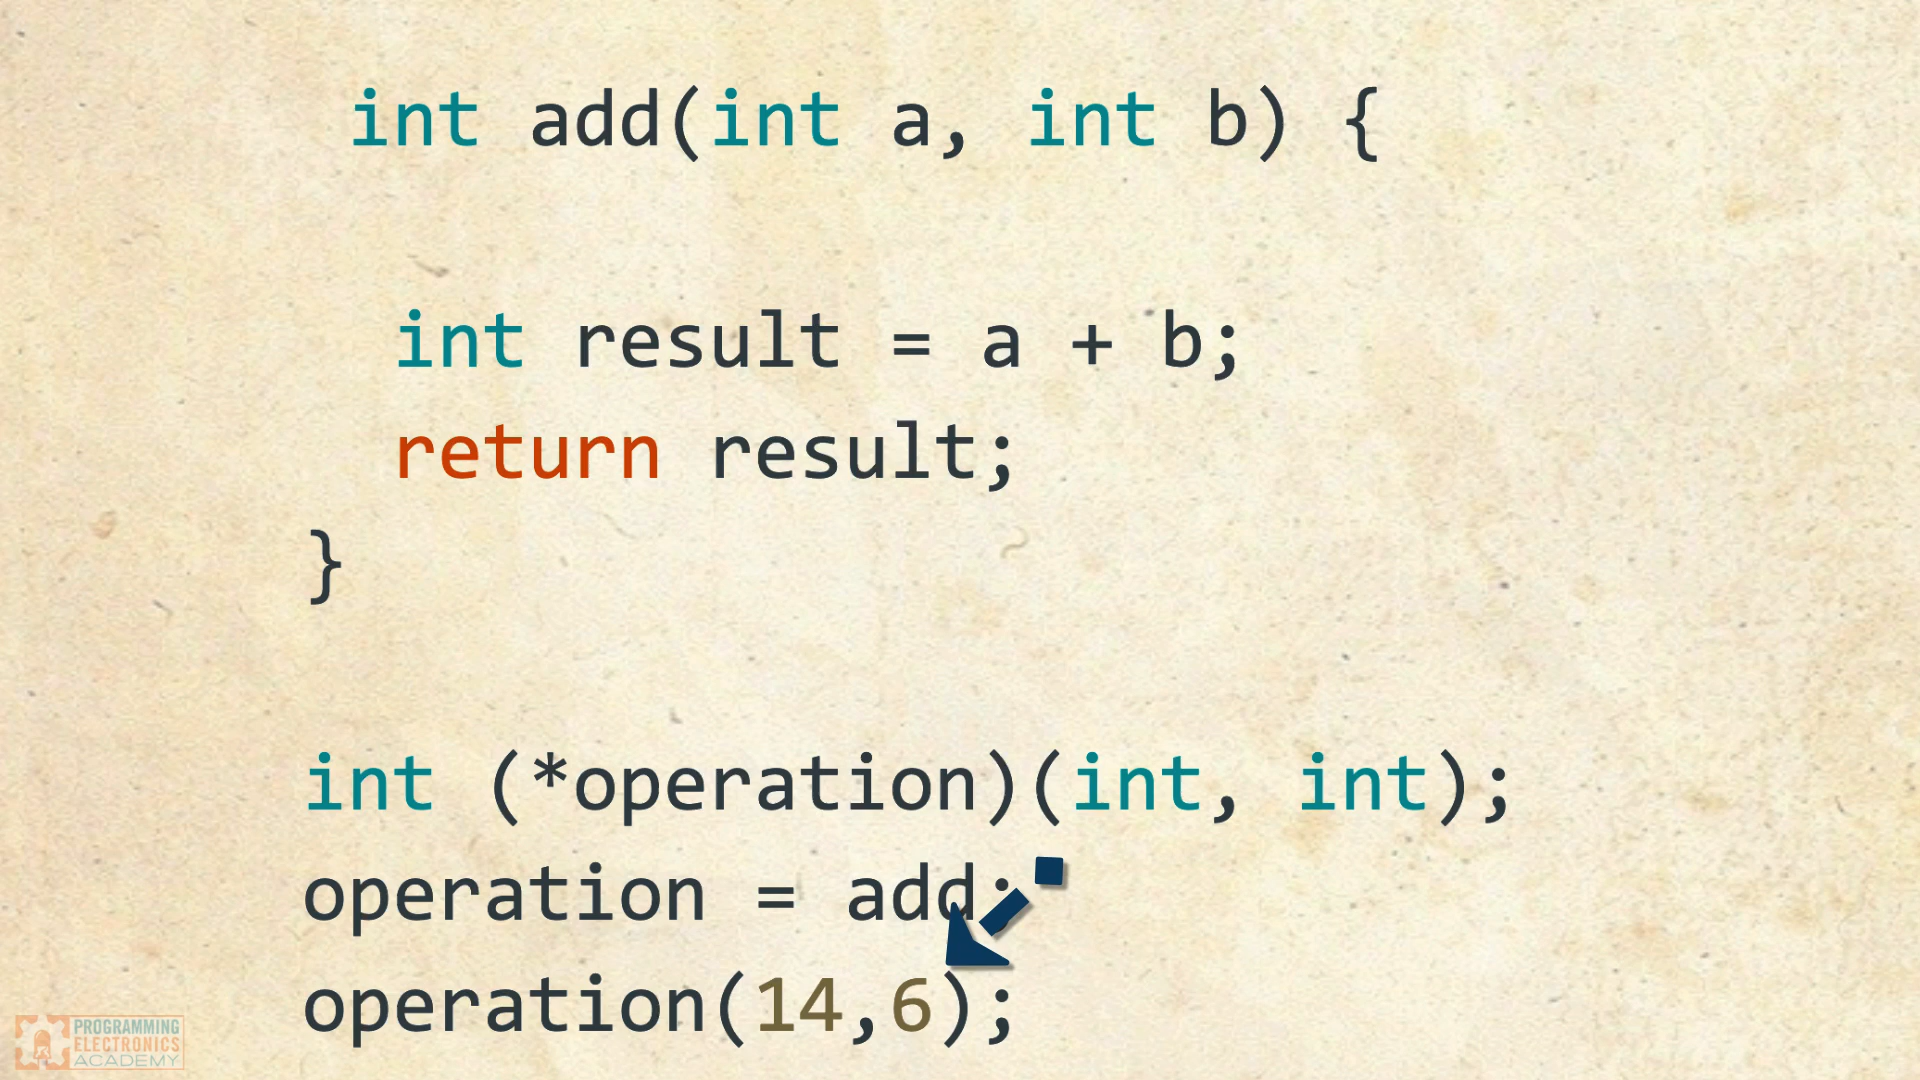 int add(int a, int b) {
int result = a + b;
return result;
}
int (*operation)(int, int);
operation = add;
operation(14,6);
PROGRAMMING
ELECTRONICS
ACADEMY